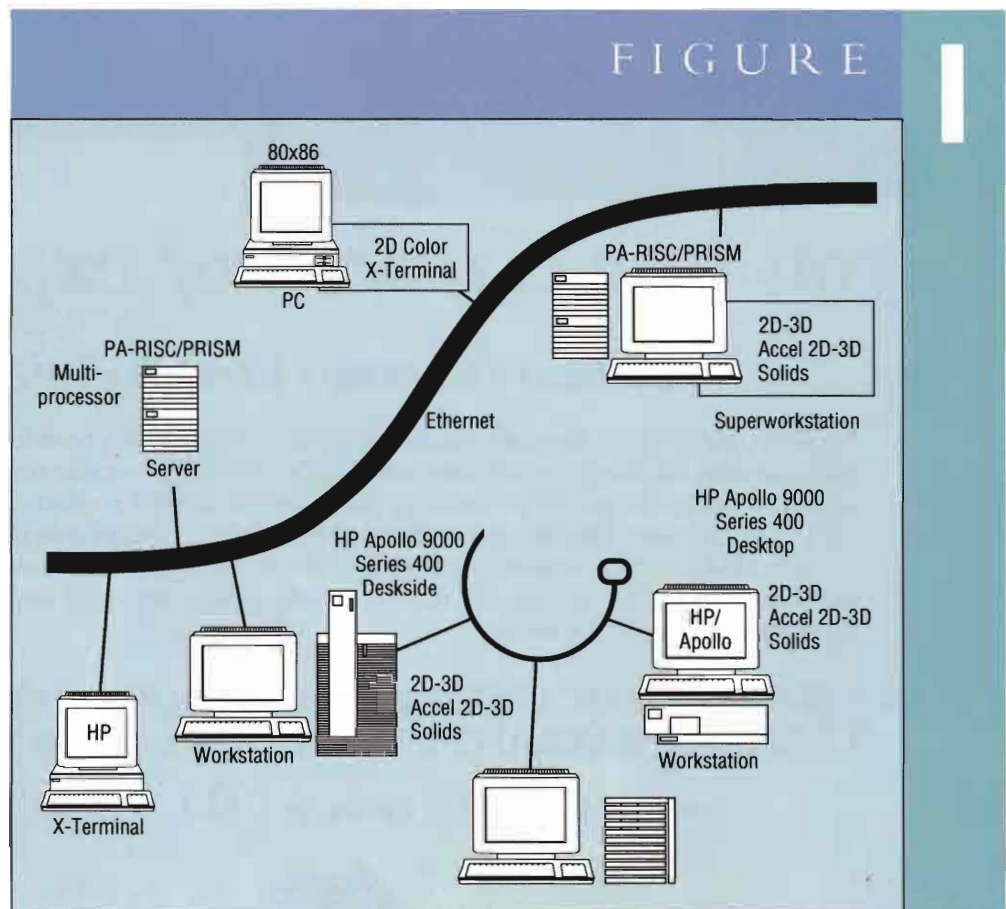 FIGURE
1
80x86
2D Color
X-Terminal
PC
PA-RISC/PRISM
2D-3D
Accel 2D-3D
Solids
Superworkstation
PA-RISC/PRISM
Multi-
processor
Server
Ethernet
HP Apollo 9000
Series 400
Deskside
HP Apollo 9000
Series 400
Desktop
2D-3D
Accel 2D-3D
Solids
HP/
Apollo
Workstation
2D-3D
Accel 2D-3D
Solids
Workstation
HP
X-Terminal